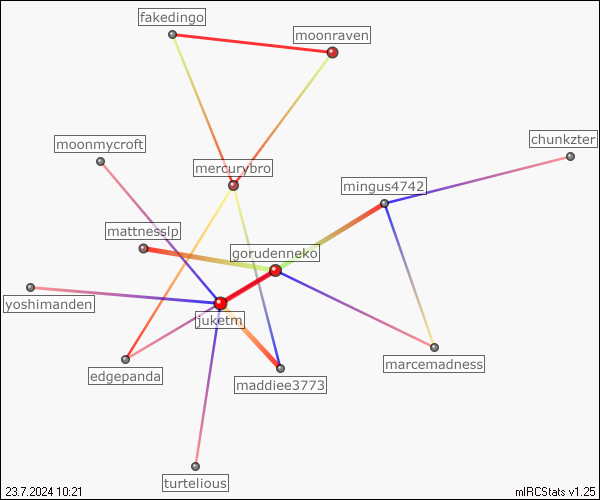 fakedingo
moonraven
moonmycroft
chunkzter
mercurybro
mingus4742
mattnesslp
gorudenneko
yoshimanden
juketm
edgepanda
maddiee3773
marcemadness
turtelious
23.7.2024 10:21
mIRCStats v1.25